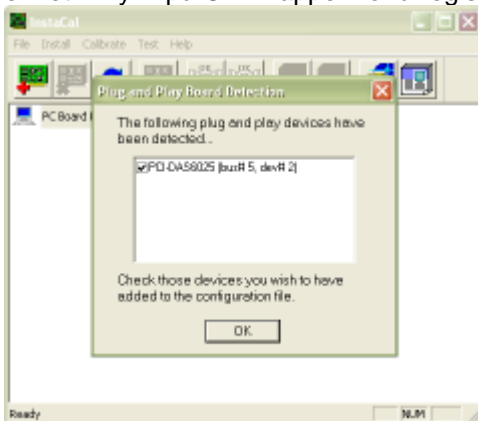 InstaCal
File Install Calibrate Test Help
Plug and Play Board Detection
PC Board
The following plug and play devices have
been detected...
PCI-DAS6025 (bus# 5, dev# 2)
Check those devices you wish to have
added to the configuration file.
OK
Ready
NUM